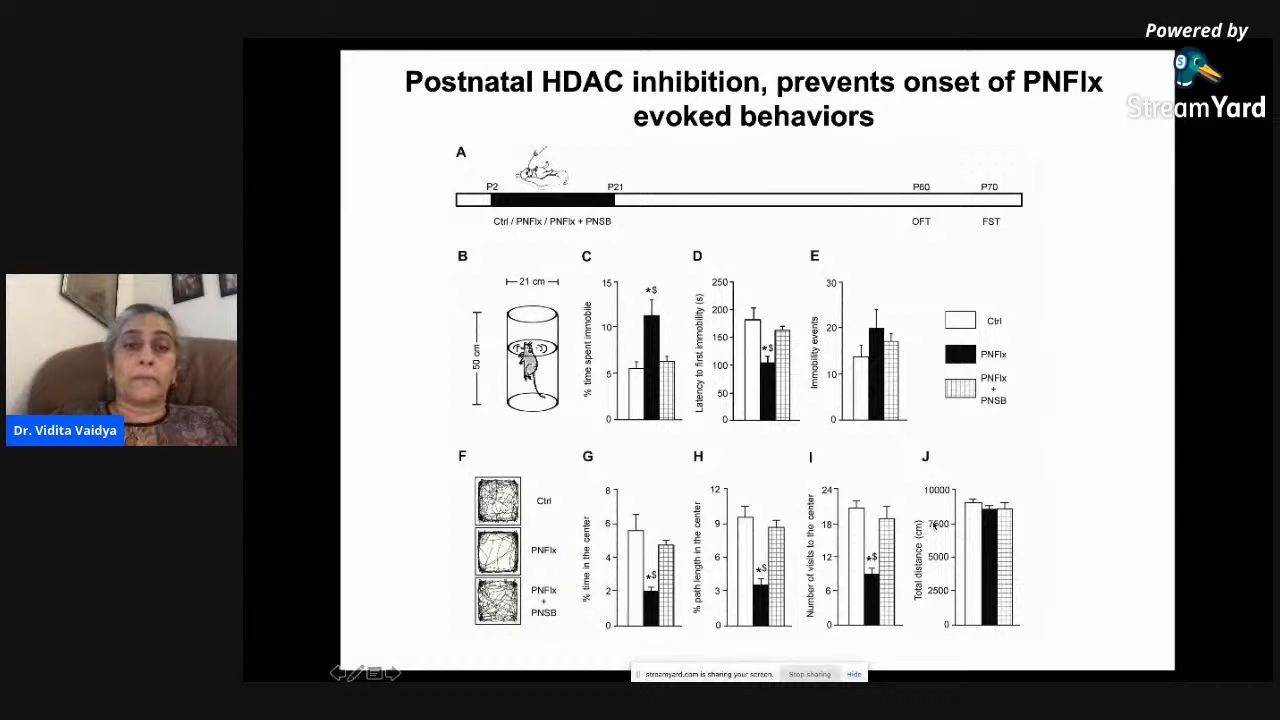 Powered by
StreamYard
Postnatal HDAC inhibition, prevents onset of PNFlx
evoked behaviors
A
P2
P21
P60
P70
Ctrl / PNFlx / PNFlx + PNSB
OFT
FST
B
21 cm
50 cm
C
% time spent immobile
15
10
5
0
*$
D
Latency to first immobility (s)
250
200
150
100
50
0
*$
E
Immobility events
30
20
10
0
Ctrl
PNFlx
PNFlx
+
PNSB
Dr. Vidita Vaidya
F
Ctrl
PNFlx
PNFlx
+
PNSB
G
% time in the center
8
6
4
2
0
*$
H
% path length in the center
12
9
6
3
0
*$
I
Number of visits to the center
24
18
12
6
0
*$
J
Total distance (cm)
10000
7500
5000
2500
0
streamyard.com is sharing your screen.
Stop sharing
Hide